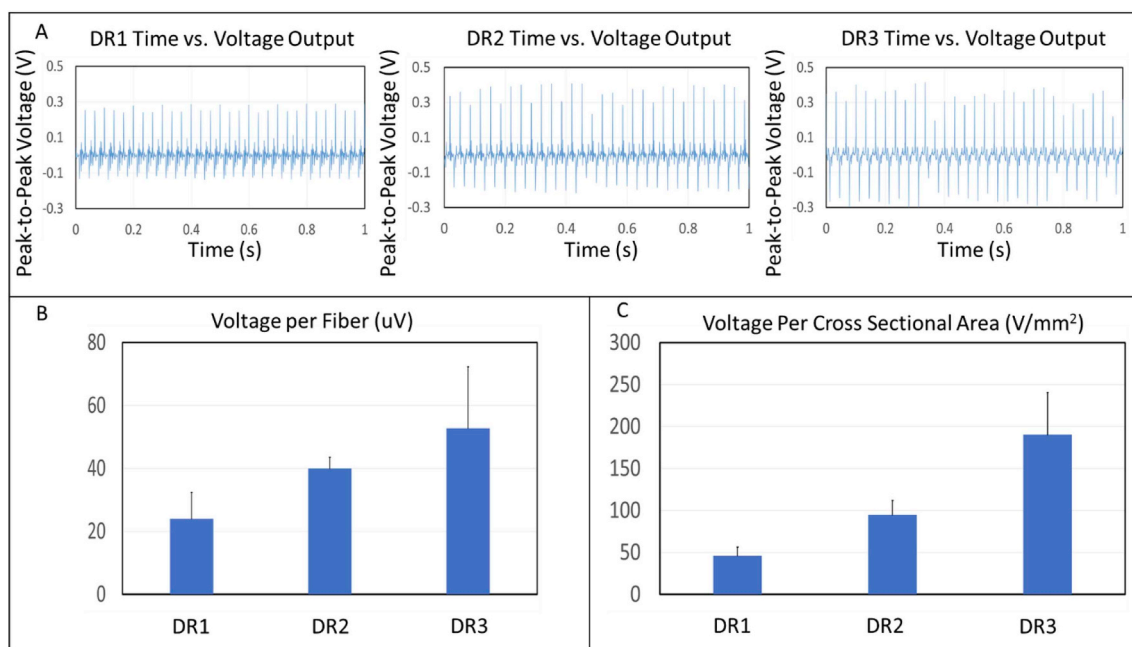 A
DR1 Time vs. Voltage Output
Peak-to-Peak Voltage (V)
0.5
0.3
0.1
-0.1
-0.3
0 0.2 0.4 0.6 0.8 1
Time (s)
DR2 Time vs. Voltage Output
Peak-to-Peak Voltage (V)
0.5
0.3
0.1
-0.1
-0.3
0 0.2 0.4 0.6 0.8 1
Time (s)
DR3 Time vs. Voltage Output
Peak-to-Peak Voltage (V)
0.5
0.3
0.1
-0.1
-0.3
0 0.2 0.4 0.6 0.8 1
Time (s)
B
Voltage per Fiber (uV)
80
60
40
20
0
DR1 DR2 DR3
C
Voltage Per Cross Sectional Area (V/mm²)
300
250
200
150
100
50
0
DR1 DR2 DR3